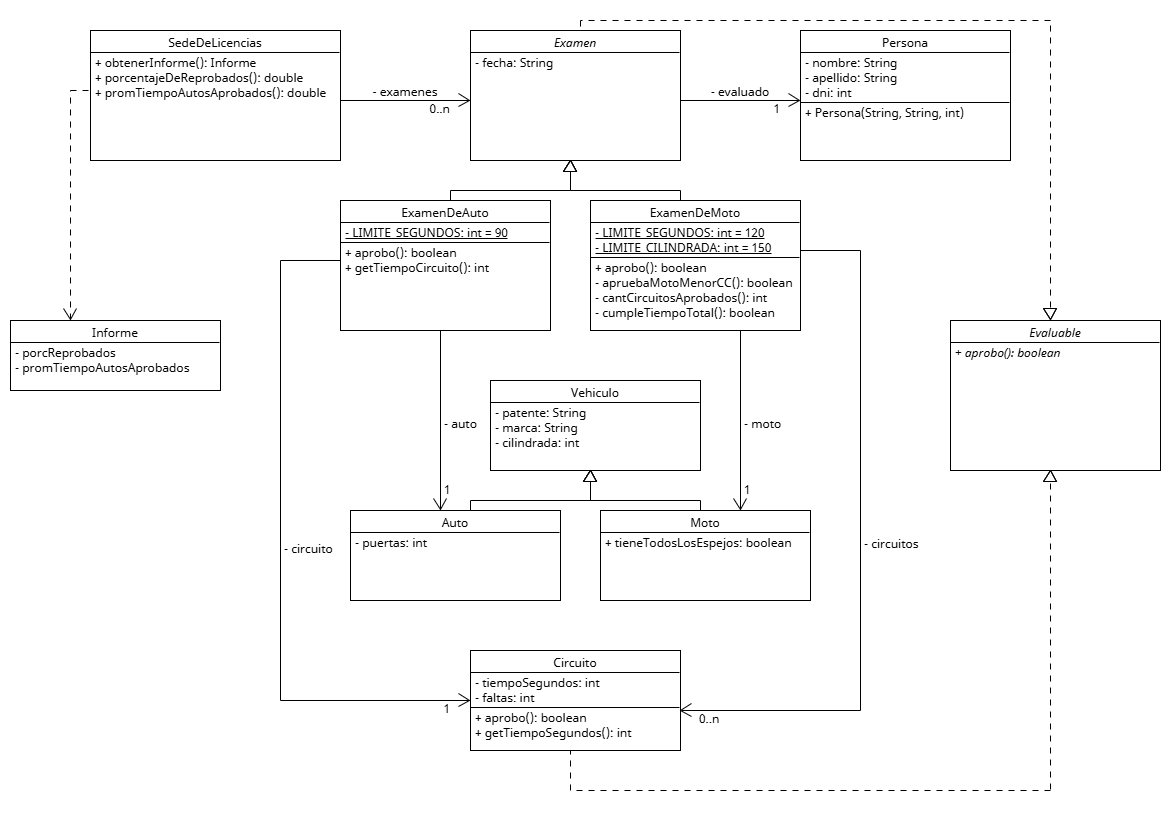 SedeDeLicencias
+ obtenerInforme(): Informe
+ porcentajeDeReprobados(): double
+ promTiempoAutosAprobados(): double
- examenes
0..n
Examen
- fecha: String
- evaluado
1
Persona
- nombre: String
- apellido: String
- dni: int
+ Persona(String, String, int)
ExamenDeAuto
- LIMITE_SEGUNDOS: int = 90
+ aprobo(): boolean
+ getTiempoCircuito(): int
ExamenDeMoto
- LIMITE_SEGUNDOS: int = 120
- LIMITE_CILINDRADA: int = 150
+ aprobo(): boolean
- apruebaMotoMenorCC(): boolean
- cantCircuitosAprobados(): int
- cumpleTiempoTotal(): boolean
Informe
- porcReprobados
- promTiempoAutosAprobados
Evaluable
+ aprobo(): boolean
Vehiculo
- patente: String
- marca: String
- cilindrada: int
- auto
1
- moto
1
Auto
- puertas: int
Moto
+ tieneTodosLosEspejos: boolean
- circuito
1
- circuitos
0..n
Circuito
- tiempoSegundos: int
- faltas: int
+ aprobo(): boolean
+ getTiempoSegundos(): int